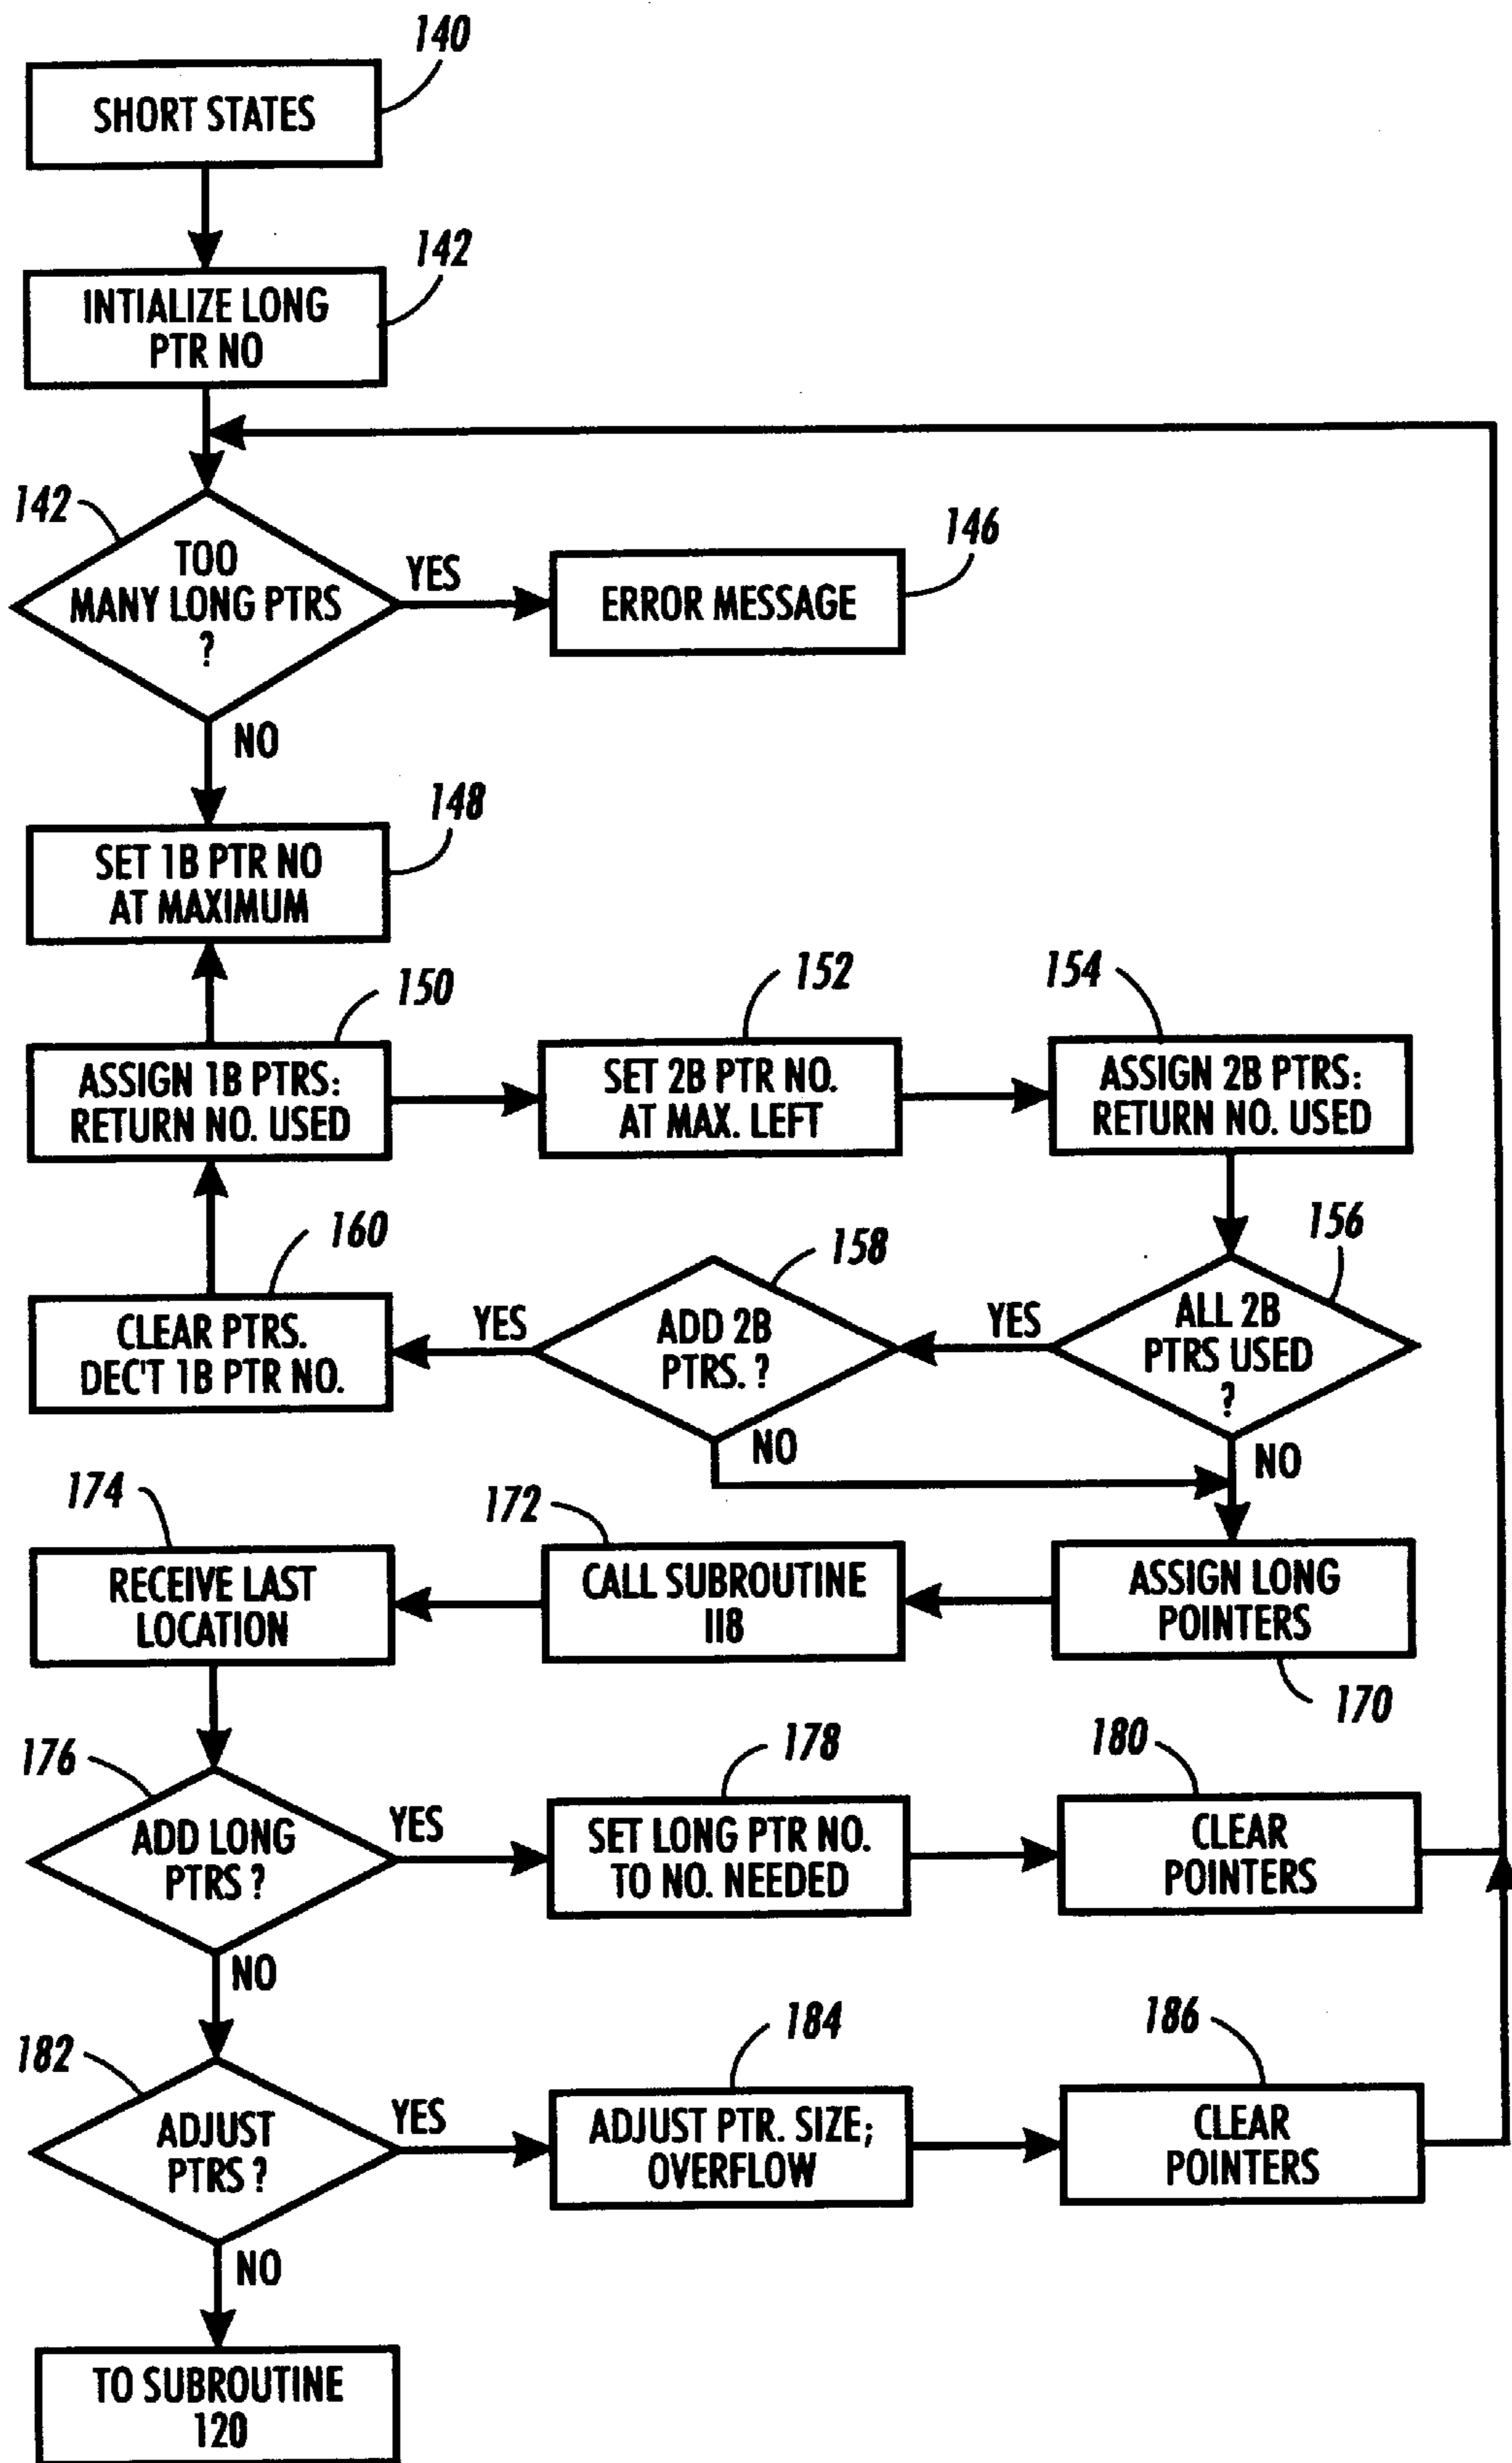 140
SHORT STATES
142
INTIALIZE LONG
PTR NO
142
TOO
MANY LONG PTRS
?
YES
146
ERROR MESSAGE
NO
148
SET 1B PTR NO
AT MAXIMUM
150
ASSIGN 1B PTRS:
RETURN NO. USED
152
SET 2B PTR NO.
AT MAX. LEFT
154
ASSIGN 2B PTRS:
RETURN NO. USED
160
CLEAR PTRS.
DEC'T 1B PTR NO.
YES
158
ADD 2B
PTRS. ?
NO
YES
156
ALL 2B
PTRS USED
?
NO
174
RECEIVE LAST
LOCATION
172
CALL SUBROUTINE
118
ASSIGN LONG
POINTERS
170
176
ADD LONG
PTRS ?
YES
178
SET LONG PTR NO.
TO NO. NEEDED
180
CLEAR
POINTERS
NO
182
ADJUST
PTRS ?
YES
184
ADJUST PTR. SIZE;
OVERFLOW
186
CLEAR
POINTERS
NO
TO SUBROUTINE
120